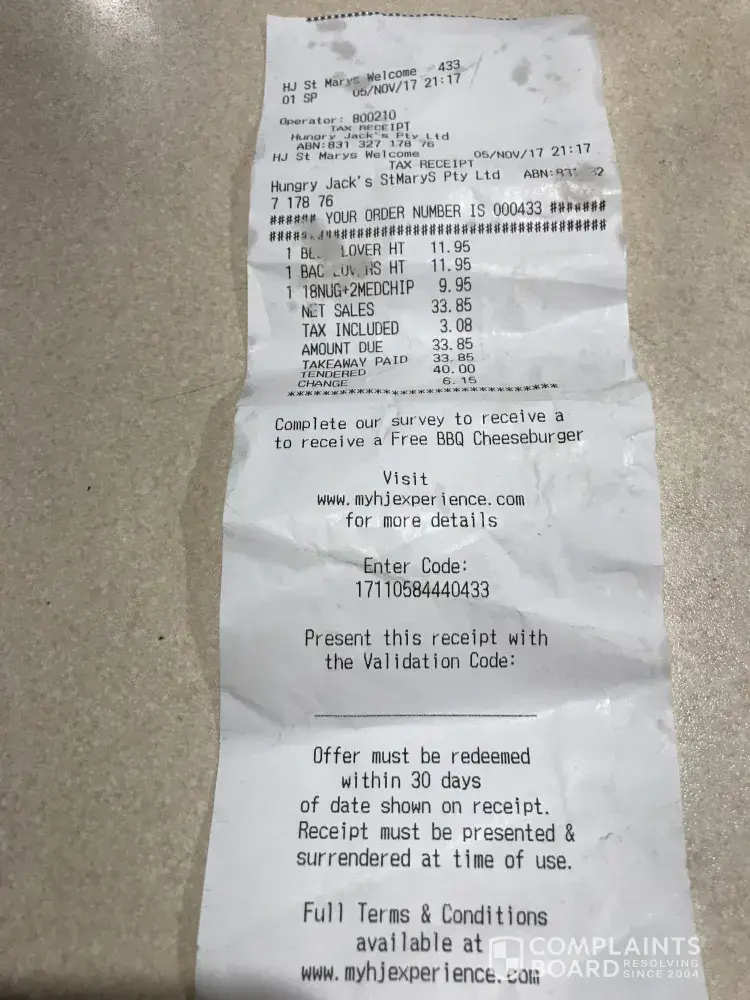 HJ St Marys Welcome 433
01 SP 05/NOV/17 21:17
Operator: 800210
TAX RECEIPT
Hungry Jack's Pty Ltd
ABN:831 327 178 76
HJ St Marys Welcome 05/NOV/17 21:17
TAX RECEIPT
Hungry Jack's StMaryS Pty Ltd ABN:831
7 178 76
###### YOUR ORDER NUMBER IS 000433 #######
1 LOVER HT 11.95
1 BAC HT 11.95
1 18NUG+2MEDCHIP 9.95
NET SALES 33.85
TAX INCLUDED 3.08
AMOUNT DUE 33.85
TAKEAWAY PAID 33.85
TENDERED 40.00
CHANGE 6.15
******************************
Complete our survey to receive a
to receive a Free BBQ Cheeseburger
Visit
www.myhjexperience.com
for more details
Enter Code:
17110584440433
Present this receipt with
the Validation Code:
Offer must be redeemed
within 30 days
of date shown on receipt.
Receipt must be presented &
surrendered at time of use.
Full Terms & Conditions
available at
www.myhjexperience.com
COMPLAINTS
BOARD RESOLVING
SINCE 2004